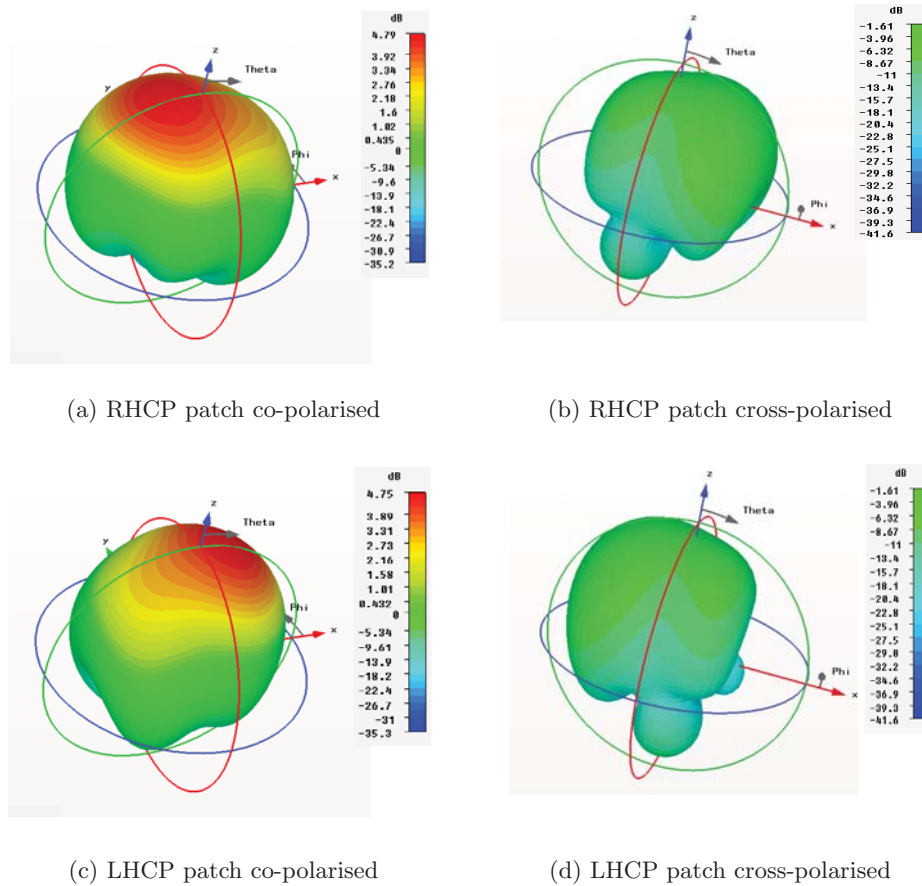 dB
4.79
3.92
3.34
2.76
2.18
1.6
1.02
0.435
0
-5.34
-9.6
-13.9
-18.1
-22.4
-26.7
-30.9
-35.2
z
Theta
y
Phi
x
(a) RHCP patch co-polarised
dB
-1.61
-3.96
-6.32
-8.67
-11
-13.4
-15.7
-18.1
-20.4
-22.8
-25.1
-27.5
-29.8
-32.2
-34.6
-36.9
-39.3
-41.6
z
Theta
Phi
x
(b) RHCP patch cross-polarised
dB
4.75
3.89
3.31
2.73
2.16
1.58
1.01
0.432
0
-5.34
-9.61
-13.9
-18.2
-22.4
-26.7
-31
-35.3
z
Theta
y
Phi
x
(c) LHCP patch co-polarised
dB
-1.61
-3.96
-6.32
-8.67
-11
-13.4
-15.7
-18.1
-20.4
-22.8
-25.1
-27.5
-29.8
-32.2
-34.6
-36.9
-39.3
-41.6
z
Theta
Phi
x
(d) LHCP patch cross-polarised